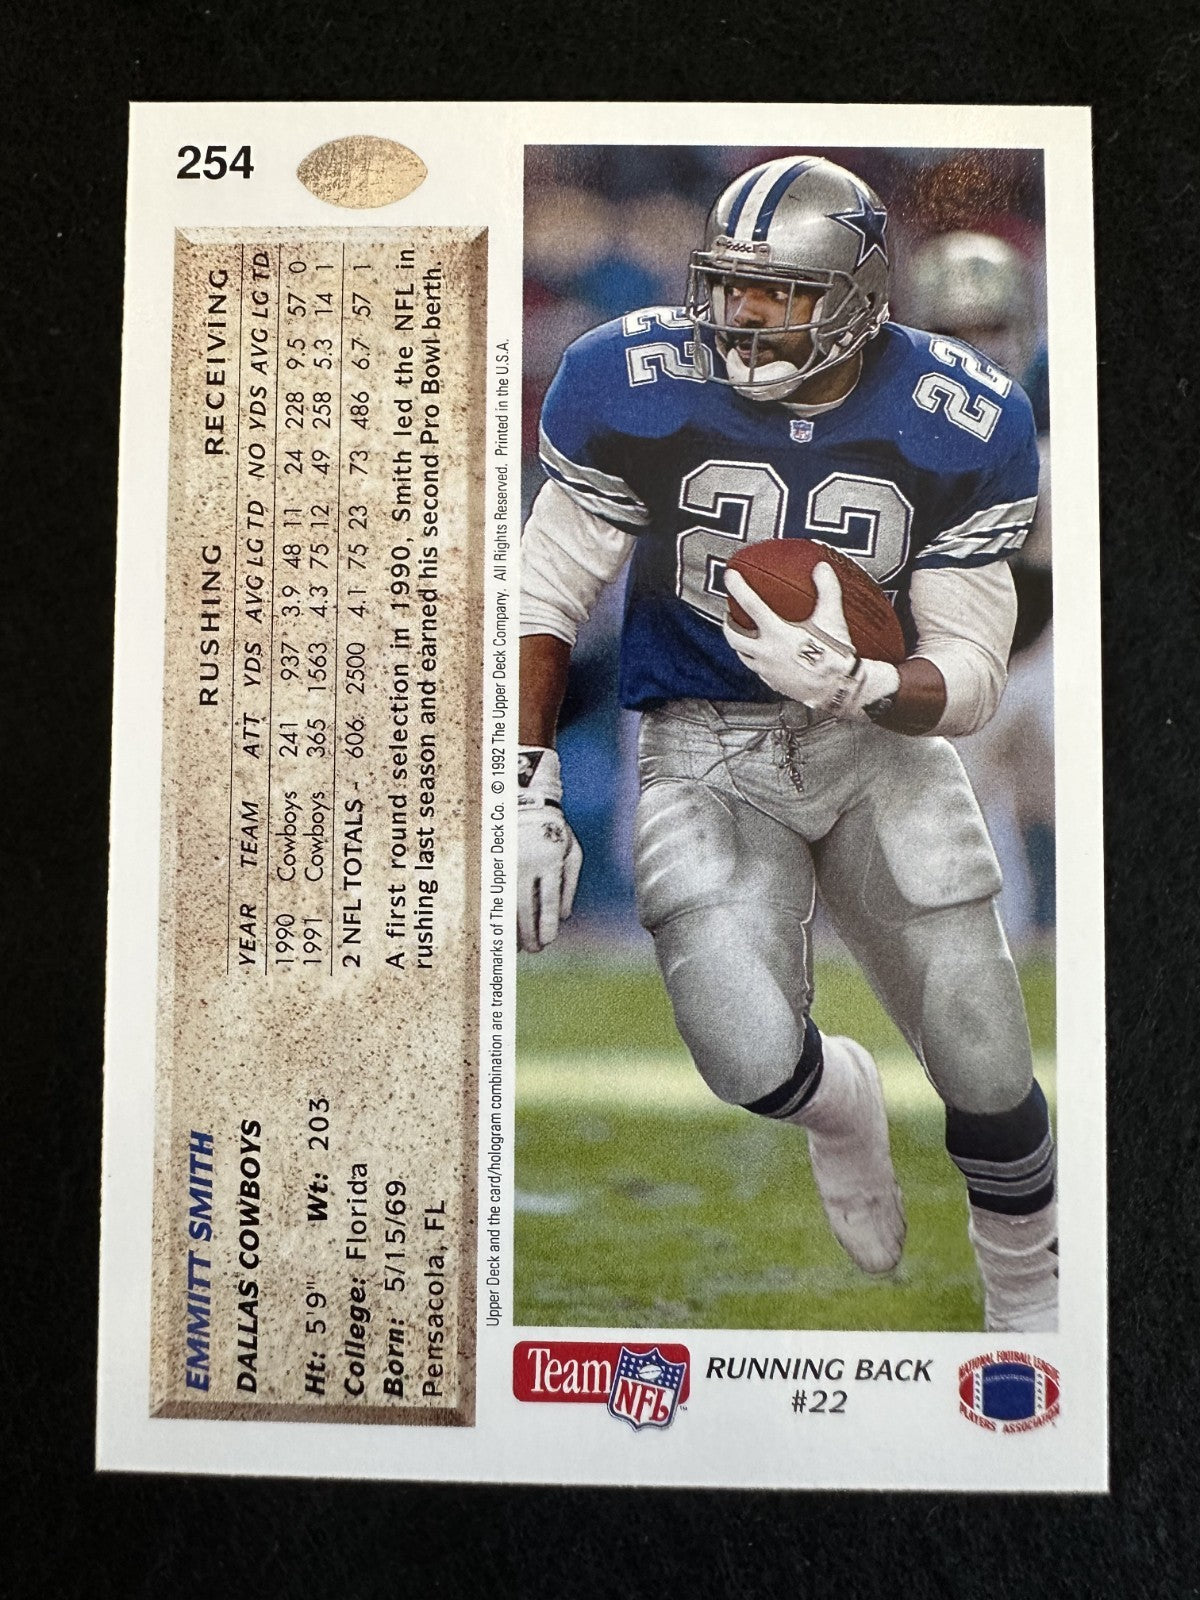 254
EMMITT SMITH
DALLAS COWBOYS
Ht: 5'9" Wt: 203
College: Florida
Born: 5/15/69
Pensacola, FL
RUSHING RECEIVING
YEAR TEAM ATT YDS AVG LG TD NO YDS AVG LG TD
1990 Cowboys 241 937 3.9 48 11 24 228 9.5 57 0
1991 Cowboys 365 1563 4.3 75 12 49 258 5.3 14 1
2 NFL TOTALS - 606 2500 4.1 75 23 73 486 6.7 57 1
A first round selection in 1990, Smith led the NFL in
rushing last season and earned his second Pro Bowl berth.
Upper Deck and the card/hologram combination are trademarks of The Upper Deck Co. © 1992 The Upper Deck Company. All Rights Reserved. Printed in the U.S.A.
22
22
22
Team NFL
RUNNING BACK
#22
NATIONAL FOOTBALL LEAGUE
PLAYERS ASSOCIATION